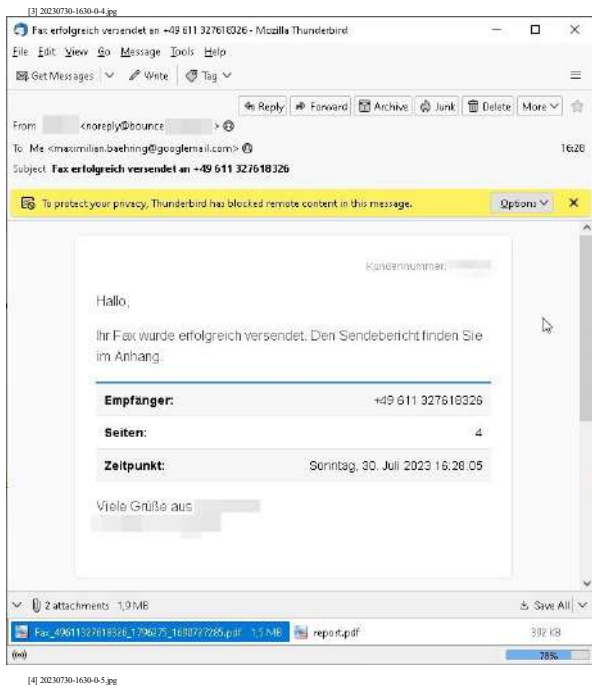 [3] 20230730-1630-0-4.jpg
Fax erfolgreich versendet an +49 611 327618326 - Mozilla Thunderbird
File Edit View Go Message Tools Help
Get Messages Write Tag
Reply Forward Archive Junk Delete More
From <noreply@bounce >
To Me <maximilian.baehring@googlemail.com> 16:28
Subject Fax erfolgreich versendet an +49 611 327618326
To protect your privacy, Thunderbird has blocked remote content in this message. Options
Kundennummer:
Hallo,
Ihr Fax wurde erfolgreich versendet. Den Sendebericht finden Sie
im Anhang.
Empfänger: +49 611 327618326
Seiten: 4
Zeitpunkt: Sonntag, 30. Juli 2023 16:28:05
Viele Grüße aus
2 attachments 1,9 MB Save All
Fax_49611327618326_1796275_1690727285.pdf 1,5 MB report.pdf 392 KB
78%
[4] 20230730-1630-0-5.jpg